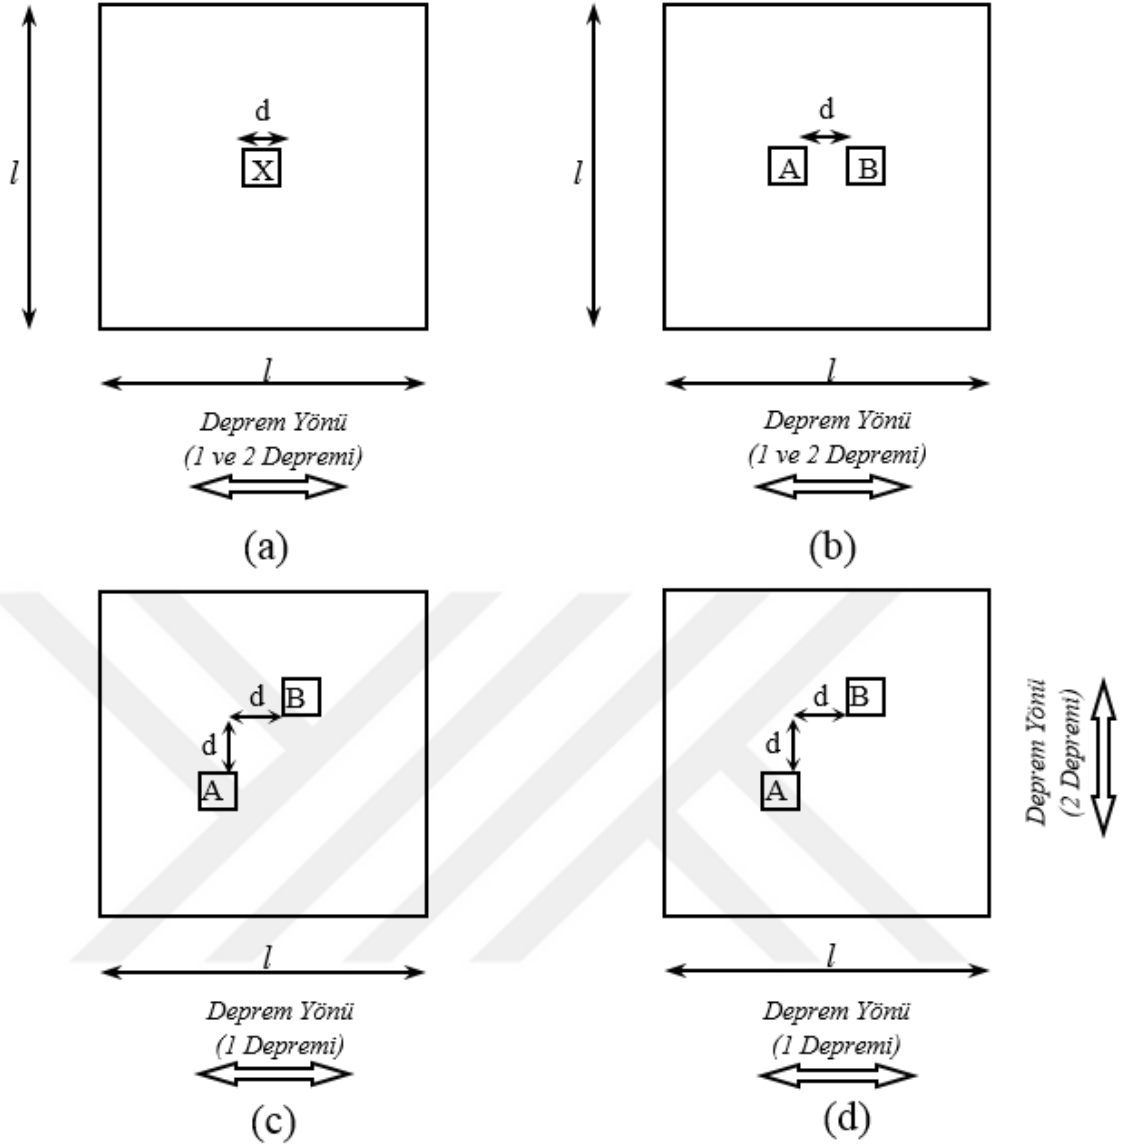 d
l
X
l
Deprem Yönü
(1 ve 2 Depremi)
(a)
d
l
A
B
l
Deprem Yönü
(1 ve 2 Depremi)
(b)
B
d
d
A
l
Deprem Yönü
(1 Depremi)
(c)
B
d
d
A
Deprem Yönü
(2 Depremi)
l
Deprem Yönü
(1 Depremi)
(d)